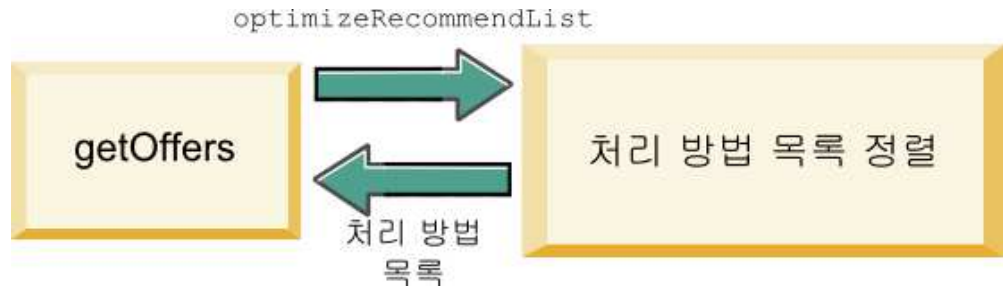 optimizeRecommendList
getOffers
처리 방법 목록 정렬
처리 방법
목록